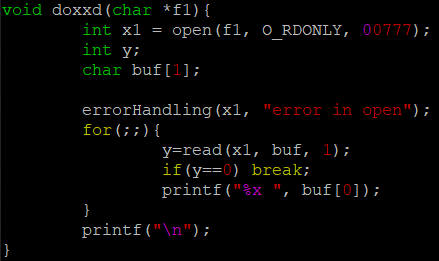 void doxxd(char *f1){
        int x1 = open(f1, O_RDONLY, 00777);
        int y;
        char buf[1];

        errorHandling(x1, "error in open");
        for(;;){
                y=read(x1, buf, 1);
                if(y==0) break;
                printf("%x ", buf[0]);
        }
        printf("\n");
}